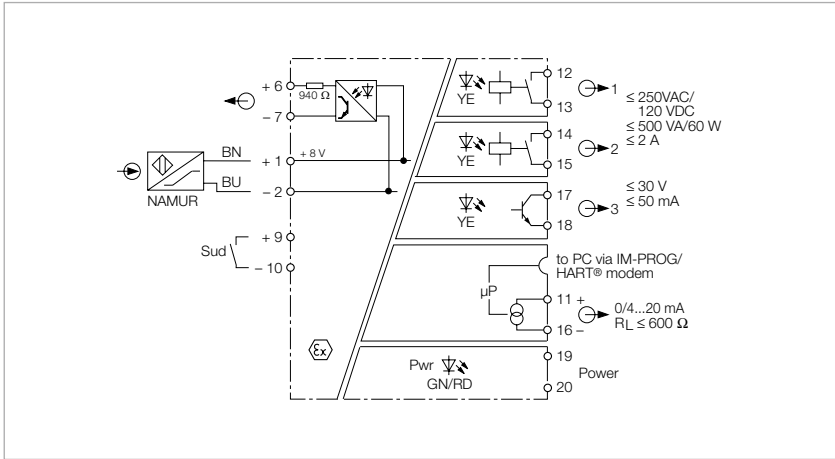 + 6
940 Ω
– 7
BN
+ 1
+ 8 V
BU
– 2
NAMUR
Sud
+ 9
– 10
Ex
YE
12
13
1
≤ 250VAC/
120 VDC
≤ 500 VA/60 W
≤ 2 A
YE
14
15
2
YE
17
18
3
≤ 30 V
≤ 50 mA
to PC via IM-PROG/
HART® modem
µP
11 +
16 –
0/4...20 mA
RL ≤ 600 Ω
Pwr
GN/RD
19
20
Power